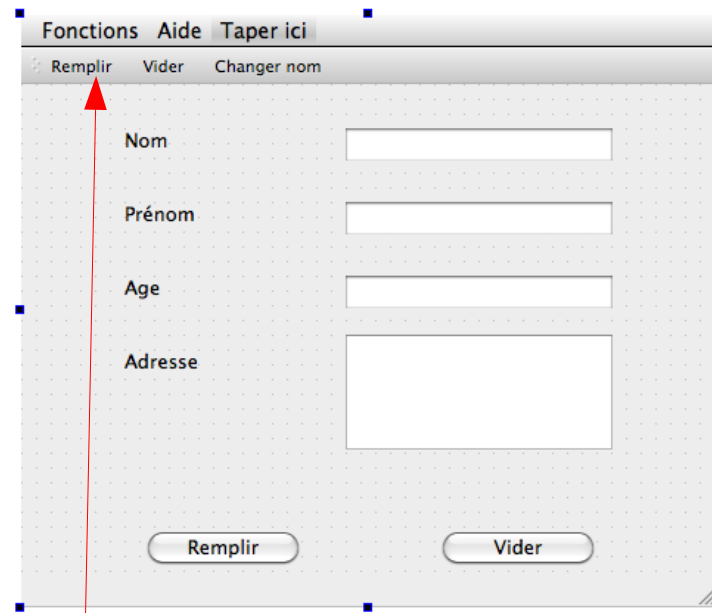 Fonctions Aide Taper ici
Remplir Vider Changer nom
Nom
Prénom
Age
Adresse
Remplir Vider